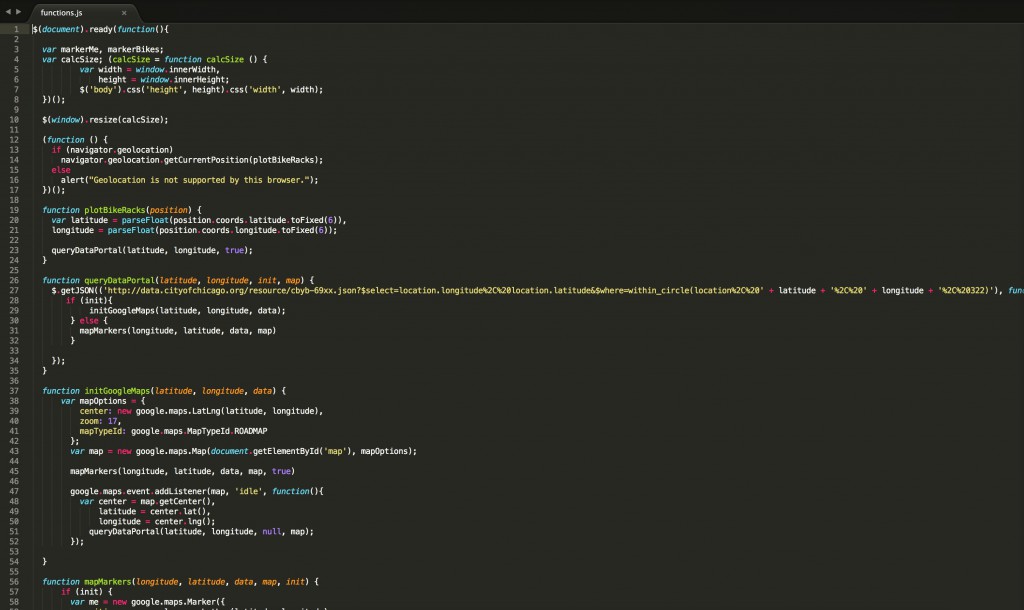 functions.js
1 $(document).ready(function(){
2
3 var markerMe, markerBikes;
4 var calcSize; (calcSize = function calcSize () {
5 var width = window.innerWidth,
6 height = window.innerHeight;
7 $('body').css('height', height).css('width', width);
8 })();
9
10 $(window).resize(calcSize);
11
12 (function () {
13 if (navigator.geolocation)
14 navigator.geolocation.getCurrentPosition(plotBikeRacks);
15 else
16 alert("Geolocation is not supported by this browser.");
17 })();
18
19 function plotBikeRacks(position) {
20 var latitude = parseFloat(position.coords.latitude.toFixed(6)),
21 longitude = parseFloat(position.coords.longitude.toFixed(6));
22
23 queryDataPortal(latitude, longitude, true);
24 }
25
26 function queryDataPortal(latitude, longitude, init, map) {
27 $.getJSON(('http://data.cityofchicago.org/resource/cbyb-69xx.json?$select=location.longitude%2C%20location.latitude&$where=within_circle(location%2C%20' + latitude + '%2C%20' + longitude + '%2C%20322)'), func
28 if (init){
29 initGoogleMaps(latitude, longitude, data);
30 } else {
31 mapMarkers(longitude, latitude, data, map)
32 }
33
34 });
35 }
36
37 function initGoogleMaps(latitude, longitude, data) {
38 var mapOptions = {
39 center: new google.maps.LatLng(latitude, longitude),
40 zoom: 17,
41 mapTypeId: google.maps.MapTypeId.ROADMAP
42 };
43 var map = new google.maps.Map(document.getElementById('map'), mapOptions);
44
45 mapMarkers(longitude, latitude, data, map, true)
46
47 google.maps.event.addListener(map, 'idle', function(){
48 var center = map.getCenter(),
49 latitude = center.lat(),
50 longitude = center.lng();
51 queryDataPortal(latitude, longitude, null, map);
52 });
53
54 }
55
56 function mapMarkers(longitude, latitude, data, map, init) {
57 if (init) {
58 var me = new google.maps.Marker({